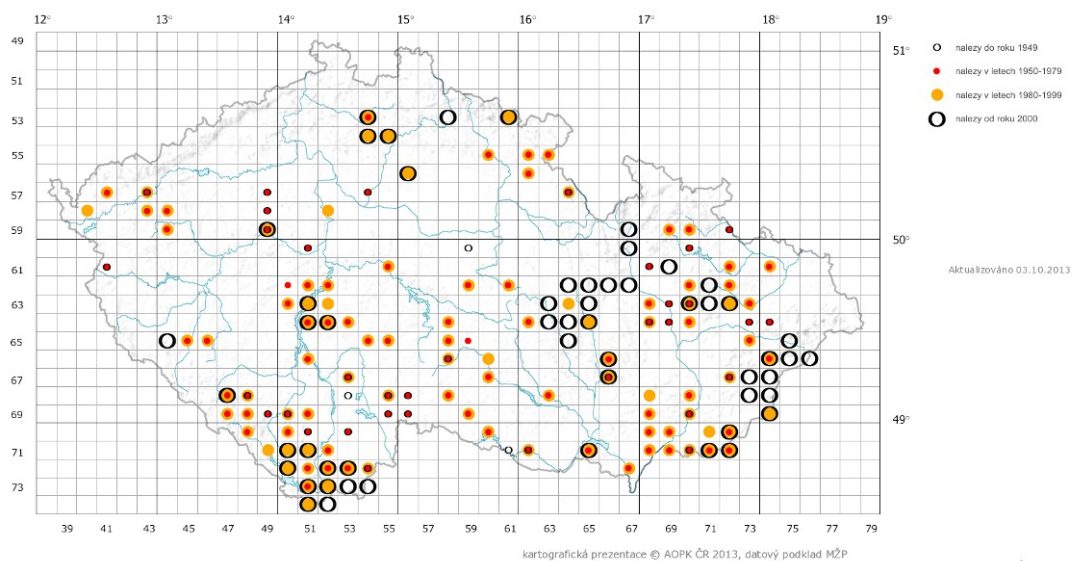 12° 13° 14° 15° 16° 17° 18° 19°
49
51
53
55
57
57
59
61
63
65
67
69
71
73
51°
50°
49°
nalezy do roku 1949
nalezy v letech 1950-1979
nalezy v letech 1980-1999
nalezy od roku 2000
Aktualizováno 03.10.2013
39 41 43 45 47 49 51 53 55 57 59 61 63 65 67 69 71 73 75 77 79
kartografická prezentace © AOPK ČR 2013, datový podklad MŽP